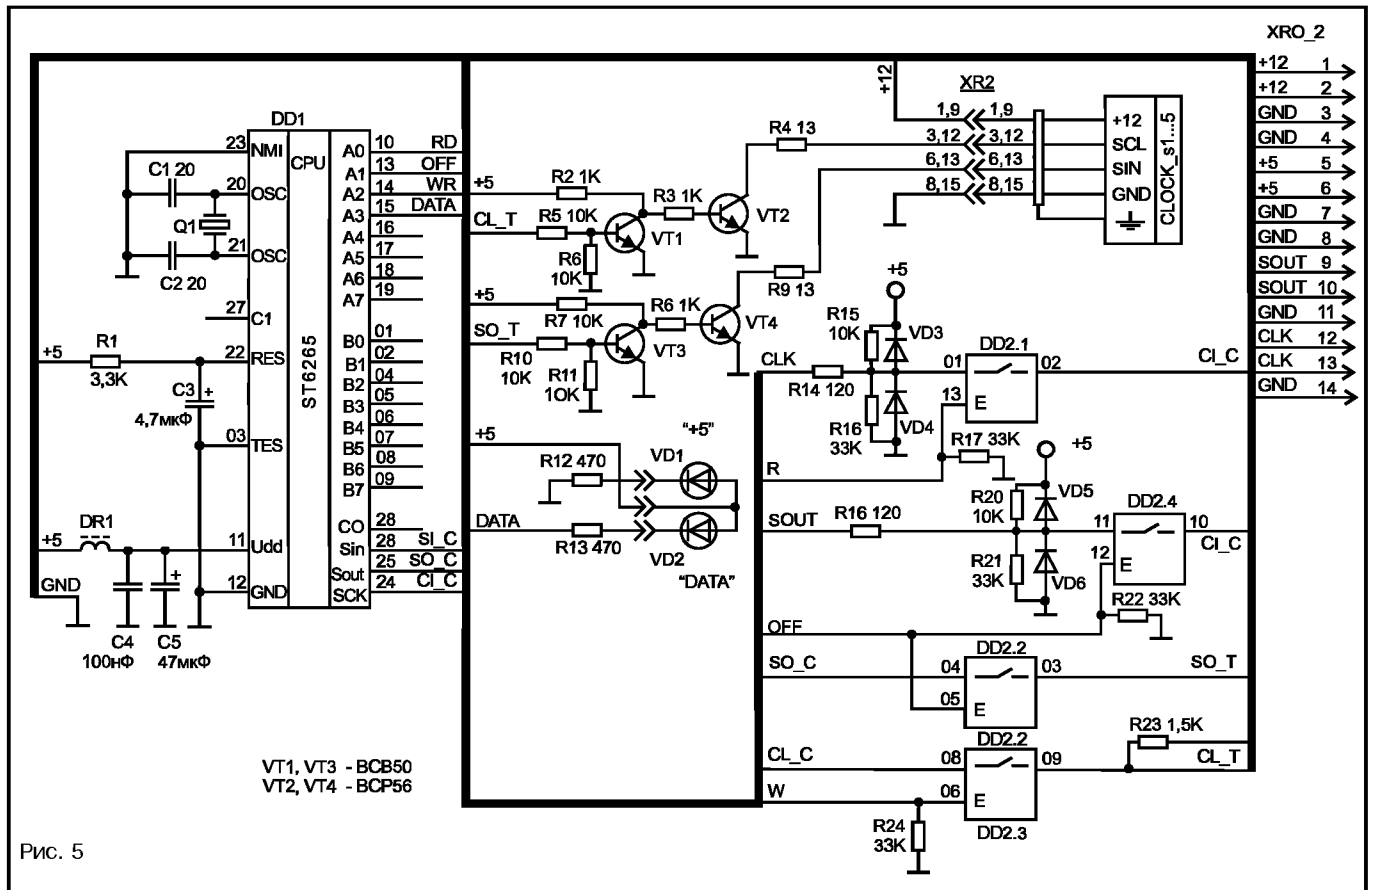 XRO_2
+12 1
+12 2
GND 3
GND 4
+5 5
+5 6
GND 7
GND 8
SOUT 9
SOUT 10
GND 11
CLK 12
CLK 13
GND 14
DD1
CPU
ST6265
23 NMI
20 OSC
21 OSC
27 C1
22 RES
03 TES
11 Udd
12 GND
C1 20
Q1
C2 20
+5
R1
3,3K
C3 +
4,7мкФ
+5
DR1
GND
C4
100нФ
+
C5
47мкФ
A0 10 RD
A1 13 OFF
A2 14 WR
A3 15 DATA
A4 16
A5 17
A6 18
A7 19
B0 01
B1 02
B2 04
B3 05
B4 06
B5 07
B6 08
B7 09
CO 28
Sin 28 SI_C
Sout 25 SO_C
SCK 24 CI_C
+5
R2 1K
CL_T
R5 10K
R6
10K
VT1
R3 1K
VT2
R4 13
+5
R7 10K
SO_T
R10
10K
R11
1OK
VT3
R6 1K
VT4
R9 13
+12
XR2
1,9 1,9
3,12 3,12
6,13 6,13
8,15 8,15
+12
SCL
SIN
GND
CLOCK_s1...5
+5
R12 470
VD1
"+5"
DATA
R13 470
VD2
"DATA"
CLK
R14 120
R15
10K
+5
VD3
R16
33K
VD4
DD2.1
01 02
13 E
CI_C
R
R17 33K
SOUT
R16 120
R20
10K
+5
VD5
R21
33K
VD6
DD2.4
11 10
12 E
CI_C
R22 33K
OFF
SO_C
DD2.2
04 03
05 E
SO_T
CL_C
DD2.2
08 09
06 E
DD2.3
R23 1,5K
CL_T
W
R24
33K
VT1, VT3 - BCB50
VT2, VT4 - BCP56
Рис. 5